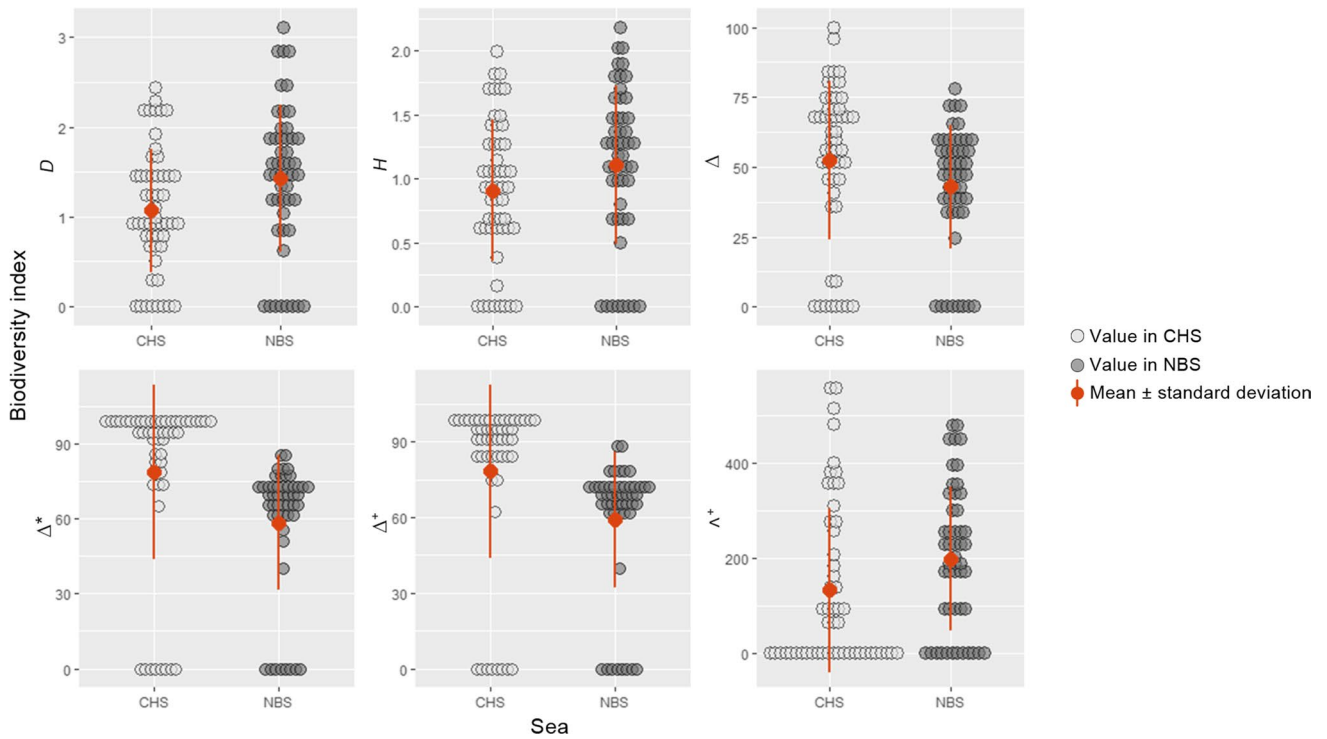 Biodiversity index
D
3
2
1
0
CHS NBS
H
2.0
1.5
1.0
0.5
0.0
CHS NBS
Δ
100
75
50
25
0
CHS NBS
Δ*
90
60
30
0
CHS NBS
Δ+
90
60
30
0
CHS NBS
Λ+
400
200
0
CHS NBS
Sea
Value in CHS
Value in NBS
Mean ± standard deviation